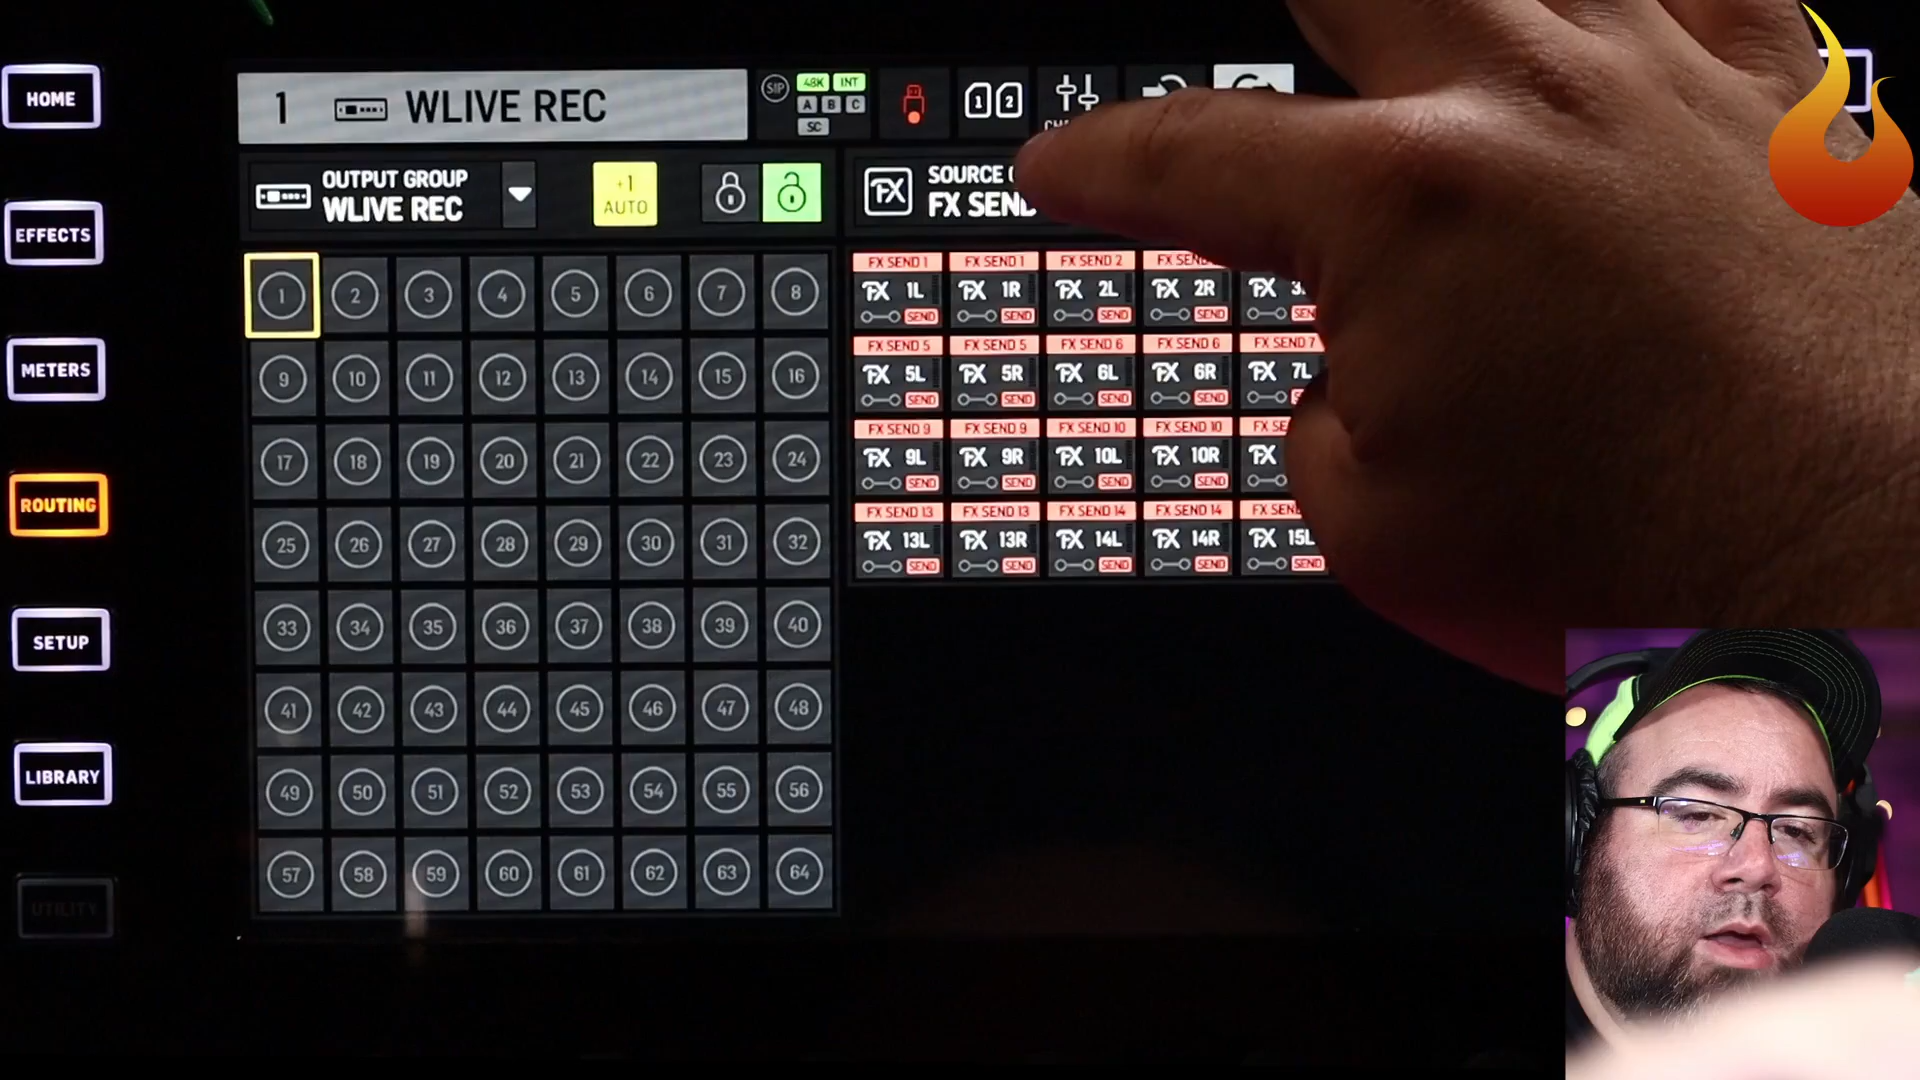 HOME
EFFECTS
METERS
ROUTING
SETUP
LIBRARY
UTILITY
1 WLIVE REC
SIP 48K INT
A B C
SC
1 2
OUTPUT GROUP
WLIVE REC
+1
AUTO
SOURCE
FX SEND
1 2 3 4 5 6 7 8
9 10 11 12 13 14 15 16
17 18 19 20 21 22 23 24
25 26 27 28 29 30 31 32
33 34 35 36 37 38 39 40
41 42 43 44 45 46 47 48
49 50 51 52 53 54 55 56
57 58 59 60 61 62 63 64
FX SEND 1 FX SEND 1 FX SEND 2
FX 1L FX 1R FX 2L FX 2R FX
SEND SEND SEND SEND
FX SEND 5 FX SEND 5 FX SEND 6 FX SEND 6 FX SEND 7
FX 5L FX 5R FX 6L FX 6R FX 7L
SEND SEND SEND SEND
FX SEND 9 FX SEND 9 FX SEND 10 FX SEND 10
FX 9L FX 9R FX 10L FX 10R FX
SEND SEND SEND SEND
FX SEND 13 FX SEND 13 FX SEND 14 FX SEND 14 FX
FX 13L FX 13R FX 14L FX 14R FX 15L
SEND SEND SEND SEND SEND